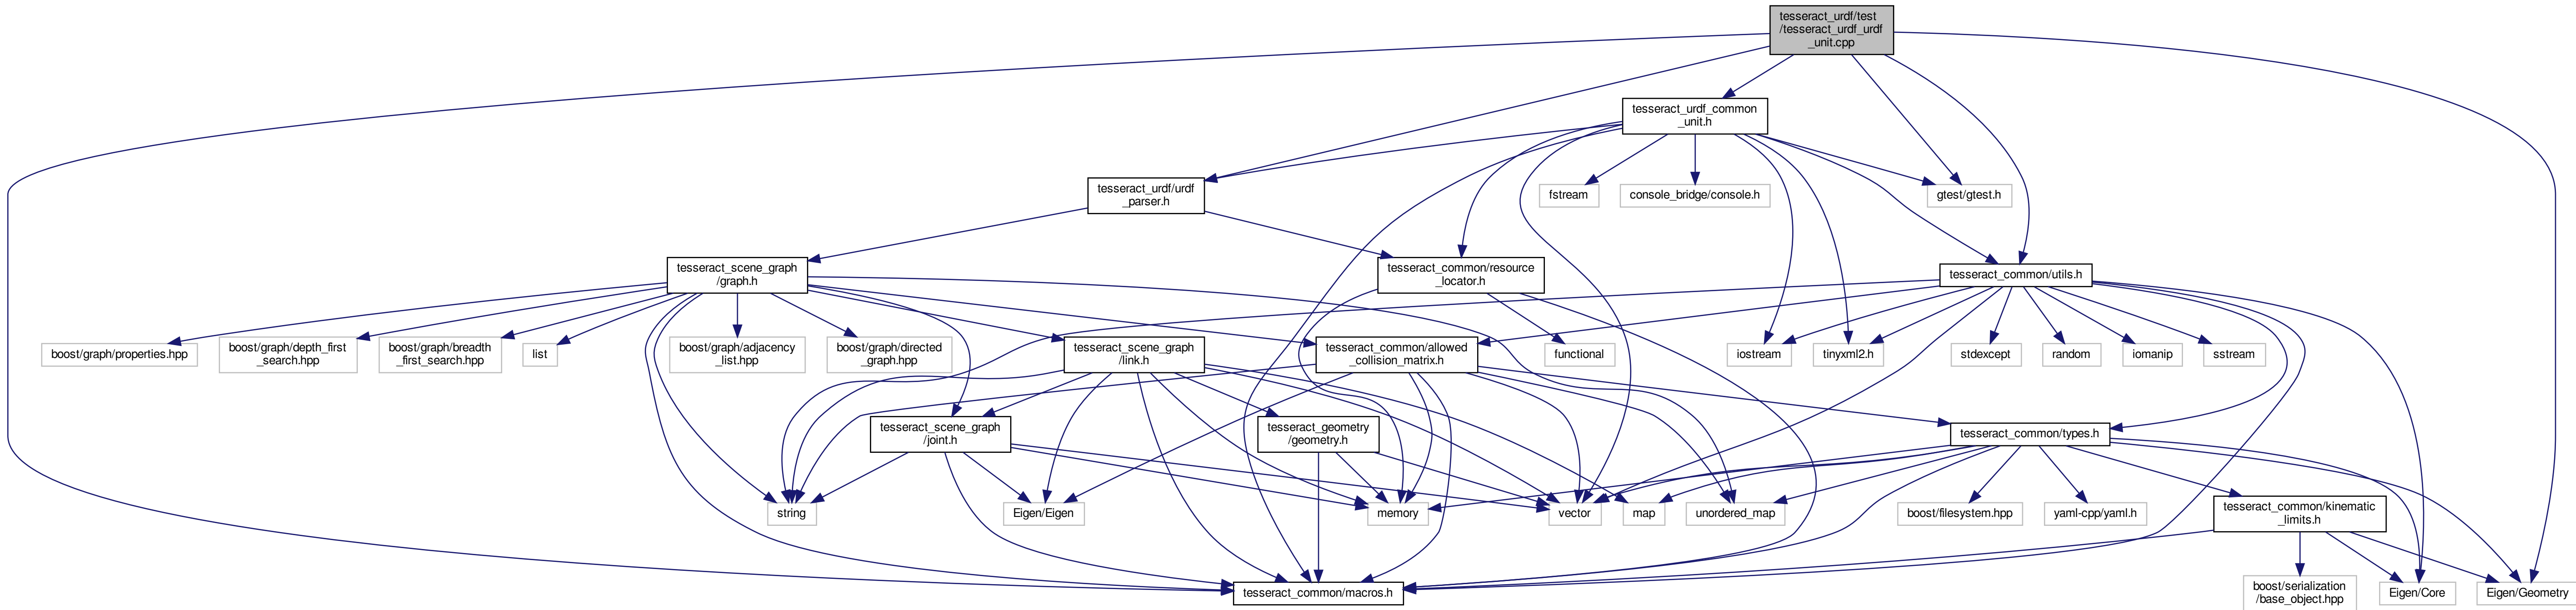 tesseract_urdf/test
/tesseract_urdf_urdf
_unit.cpp
tesseract_urdf_common
_unit.h
tesseract_urdf/urdf
_parser.h
fstream
console_bridge/console.h
gtest/gtest.h
tesseract_scene_graph
/graph.h
tesseract_common/resource
_locator.h
tesseract_common/utils.h
boost/graph/properties.hpp
boost/graph/depth_first
_search.hpp
boost/graph/breadth
_first_search.hpp
list
boost/graph/adjacency
_list.hpp
boost/graph/directed
_graph.hpp
tesseract_scene_graph
/link.h
tesseract_common/allowed
_collision_matrix.h
functional
iostream
tinyxml2.h
stdexcept
random
iomanip
sstream
tesseract_scene_graph
/joint.h
tesseract_geometry
/geometry.h
tesseract_common/types.h
string
Eigen/Eigen
memory
vector
map
unordered_map
boost/filesystem.hpp
yaml-cpp/yaml.h
tesseract_common/kinematic
_limits.h
tesseract_common/macros.h
boost/serialization
/base_object.hpp
Eigen/Core
Eigen/Geometry